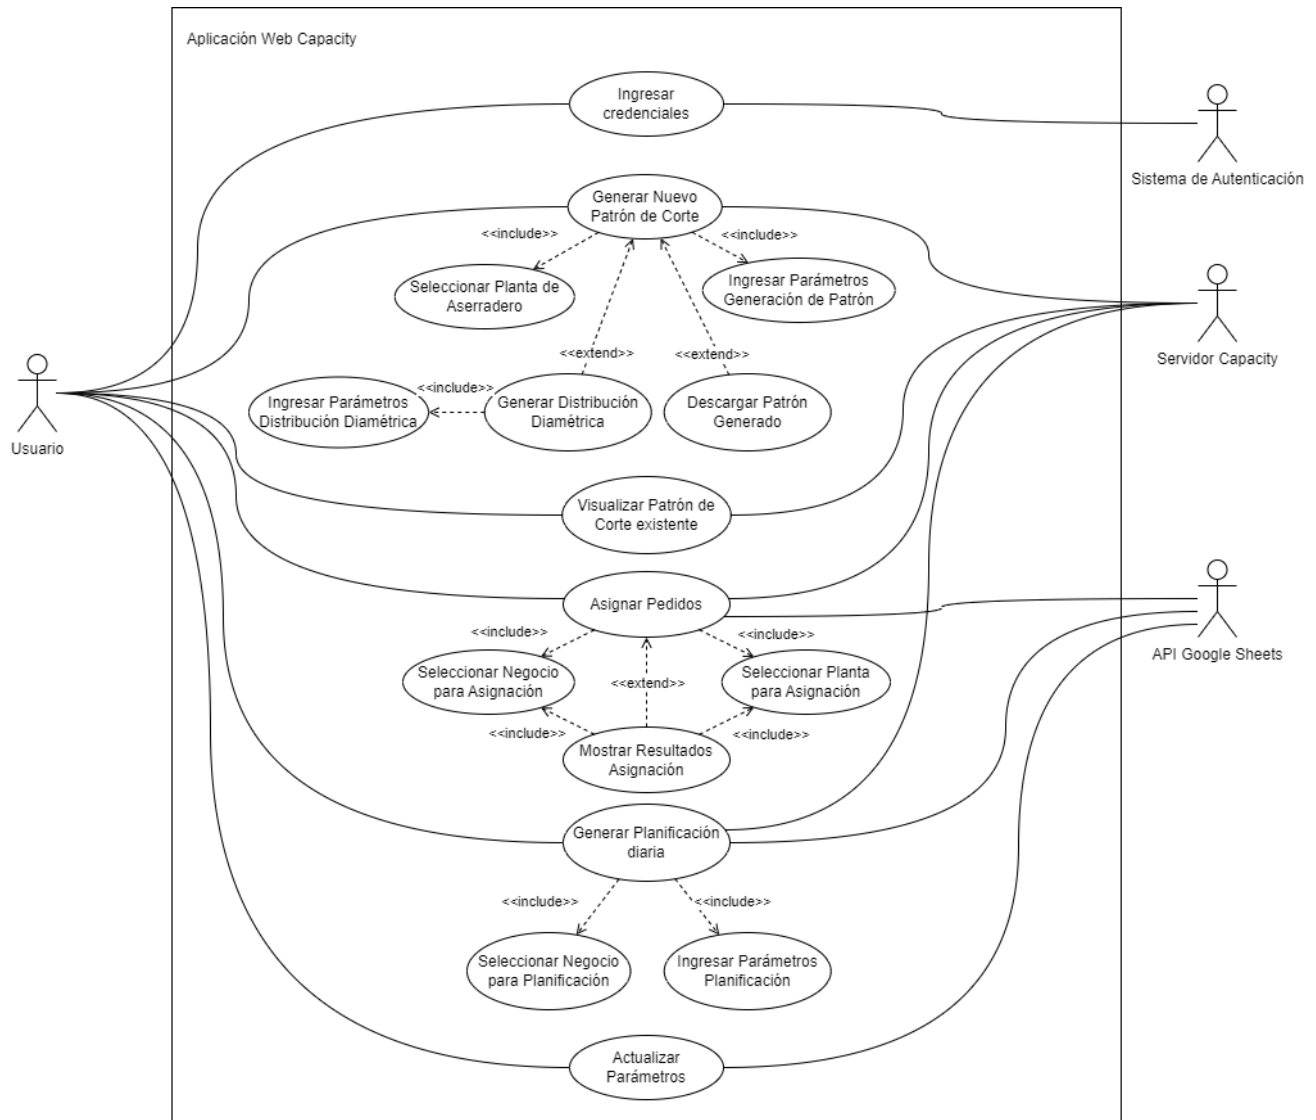 Aplicación Web Capacity
Ingresar
credenciales
Sistema de Autenticación
Generar Nuevo
Patrón de Corte
<<include>>
<<include>>
Seleccionar Planta de
Aserradero
Ingresar Parámetros
Generación de Patrón
Servidor Capacity
<<extend>>
<<extend>>
<<include>>
Ingresar Parámetros
Distribución Diamétrica
Generar Distribución
Diamétrica
Descargar Patrón
Generado
Usuario
Visualizar Patrón de
Corte existente
Asignar Pedidos
<<include>>
<<include>>
API Google Sheets
Seleccionar Negocio
para Asignación
<<extend>>
Seleccionar Planta
para Asignación
<<include>>
<<include>>
Mostrar Resultados
Asignación
Generar Planificación
diaria
<<include>>
<<include>>
Seleccionar Negocio
para Planificación
Ingresar Parámetros
Planificación
Actualizar
Parámetros